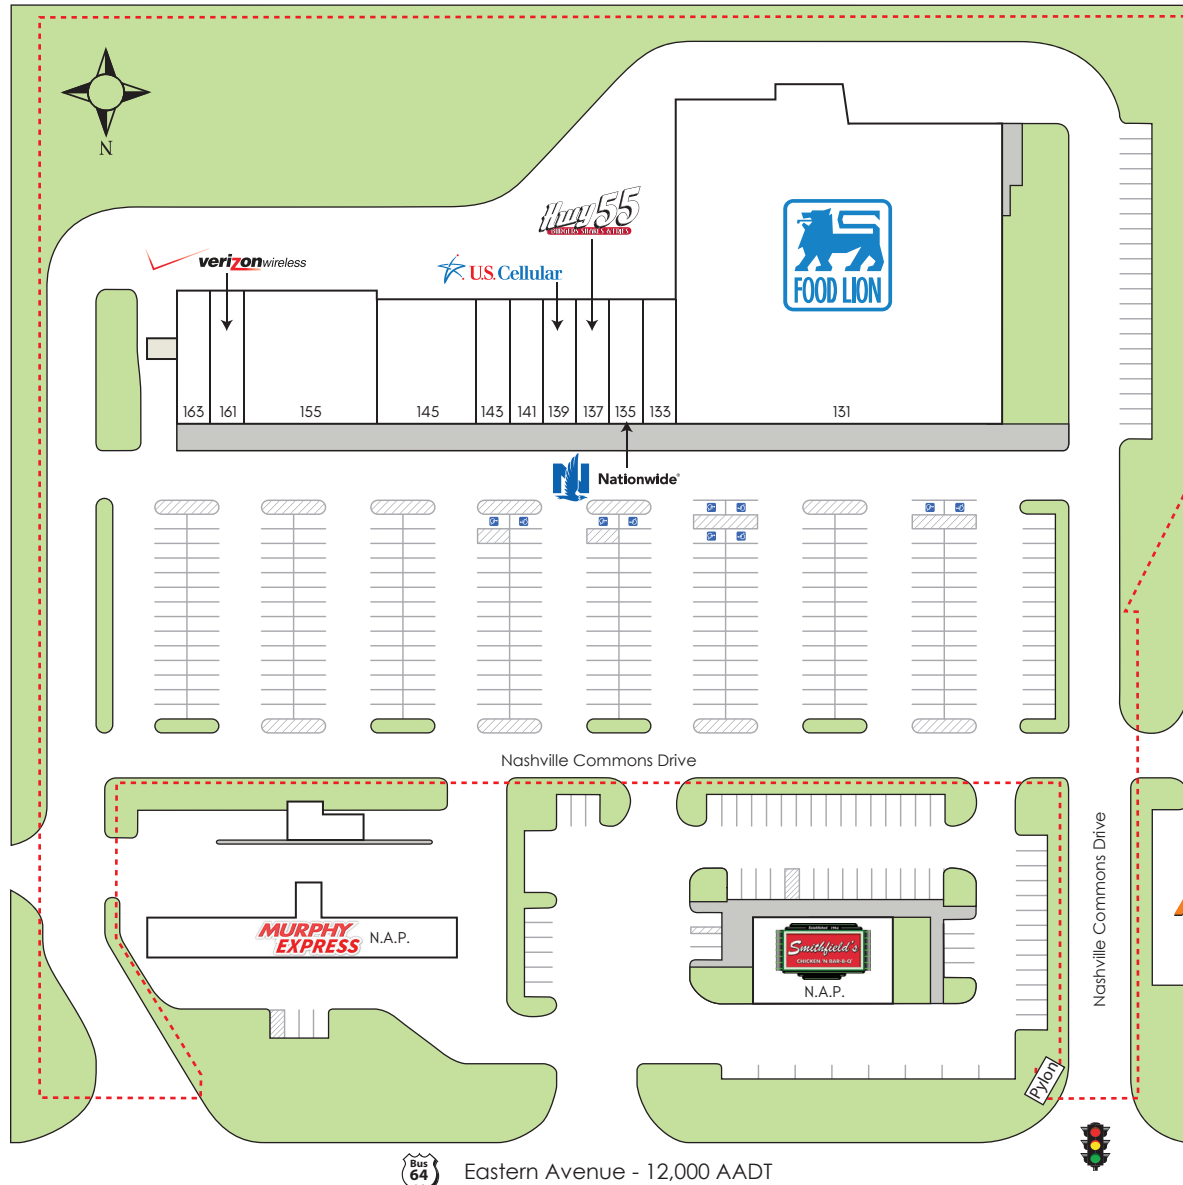 N
Hwy 55
BURGERS SHAKES & FRIES
verizonwireless
U.S. Cellular
FOOD LION
163 161 155 145 143 141 139 137 135 133 131
Nationwide®
Nashville Commons Drive
Nashville Commons Drive
MURPHY
EXPRESS
N.A.P.
Established 1964
Smithfield's
CHICKEN 'N BAR-B-Q
N.A.P.
Pylon
Bus
64
Eastern Avenue - 12,000 AADT